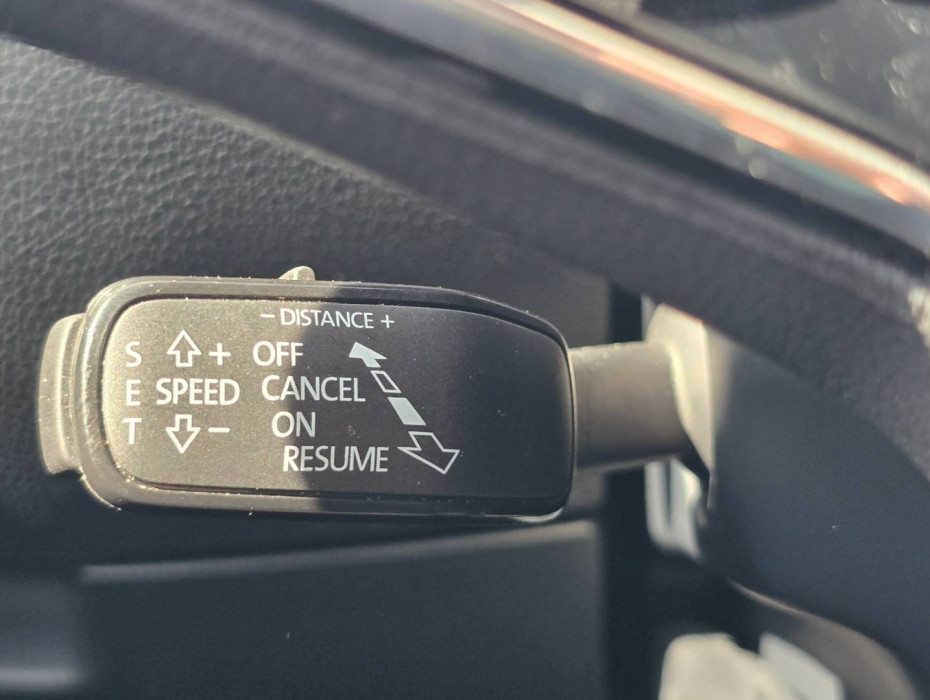 - DISTANCE +
S + OFF
E SPEED CANCEL
T - ON
RESUME